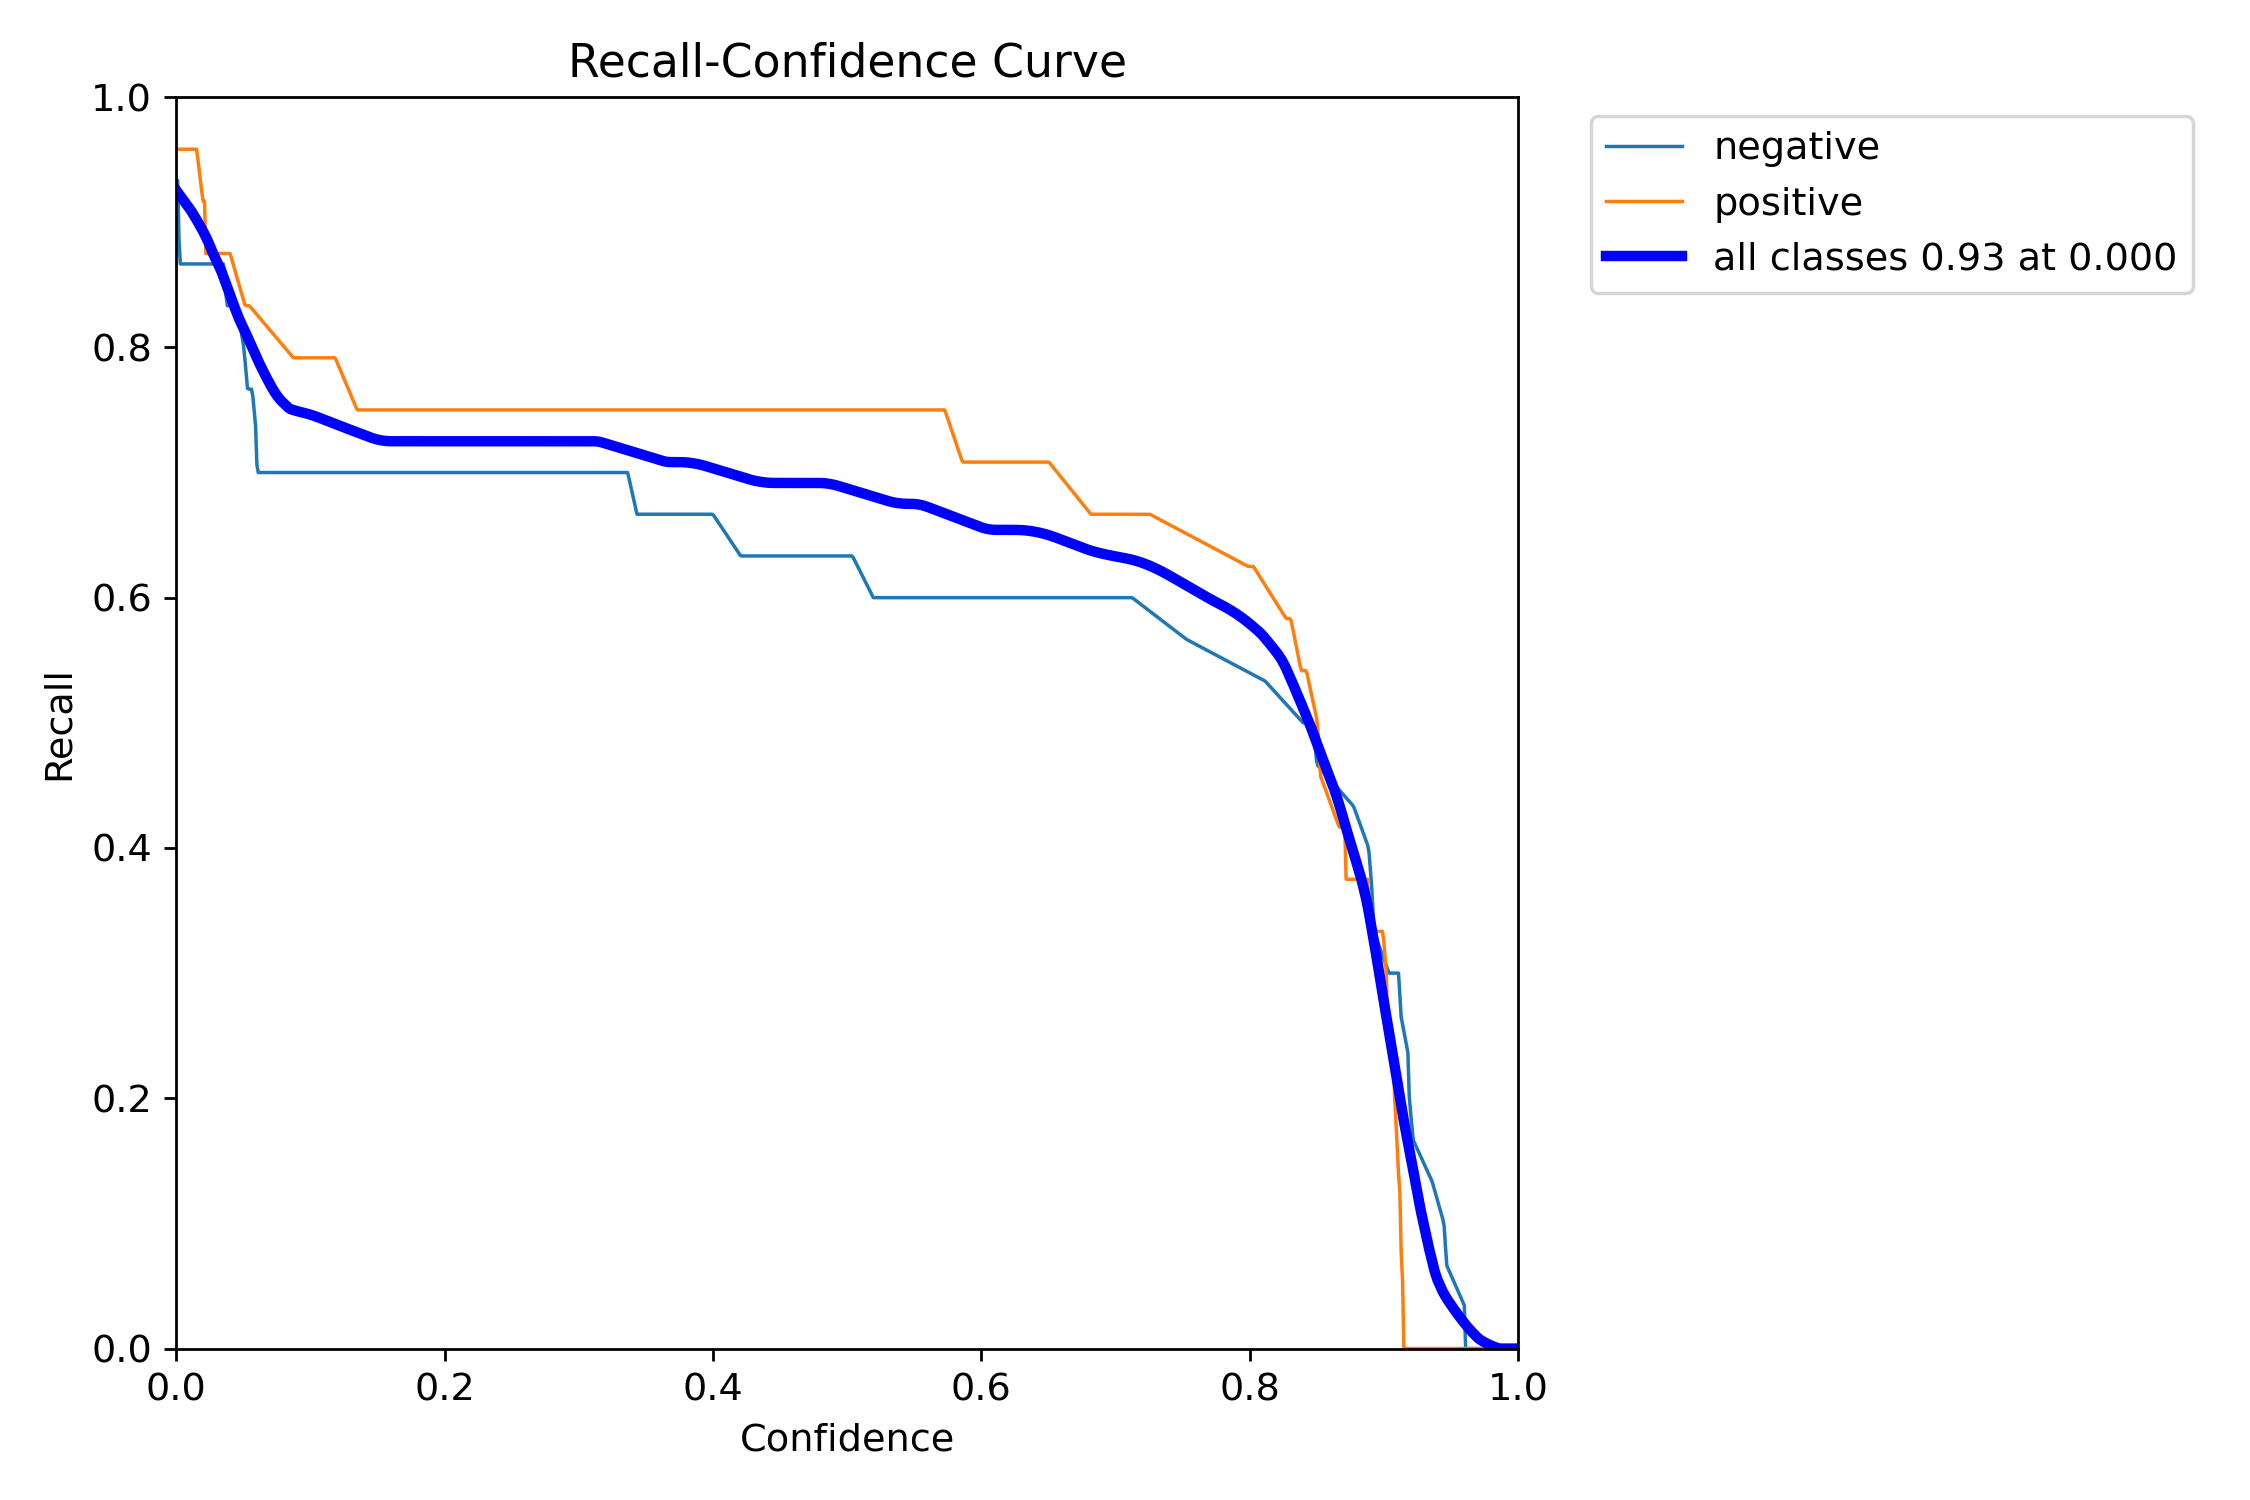 Recall-Confidence Curve
1.0
0.8
0.6
0.4
0.2
0.0
Recall
0.0 0.2 0.4 0.6 0.8 1.0
Confidence
negative
positive
all classes 0.93 at 0.000